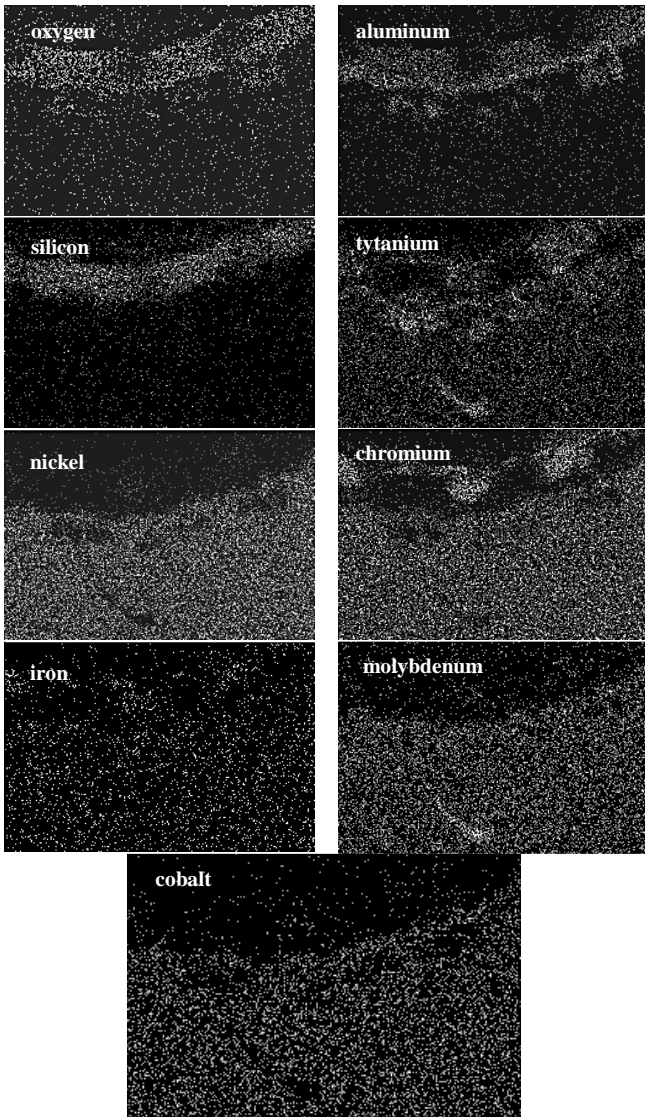 oxygen
aluminum
silicon
tytanium
nickel
chromium
iron
molybdenum
cobalt